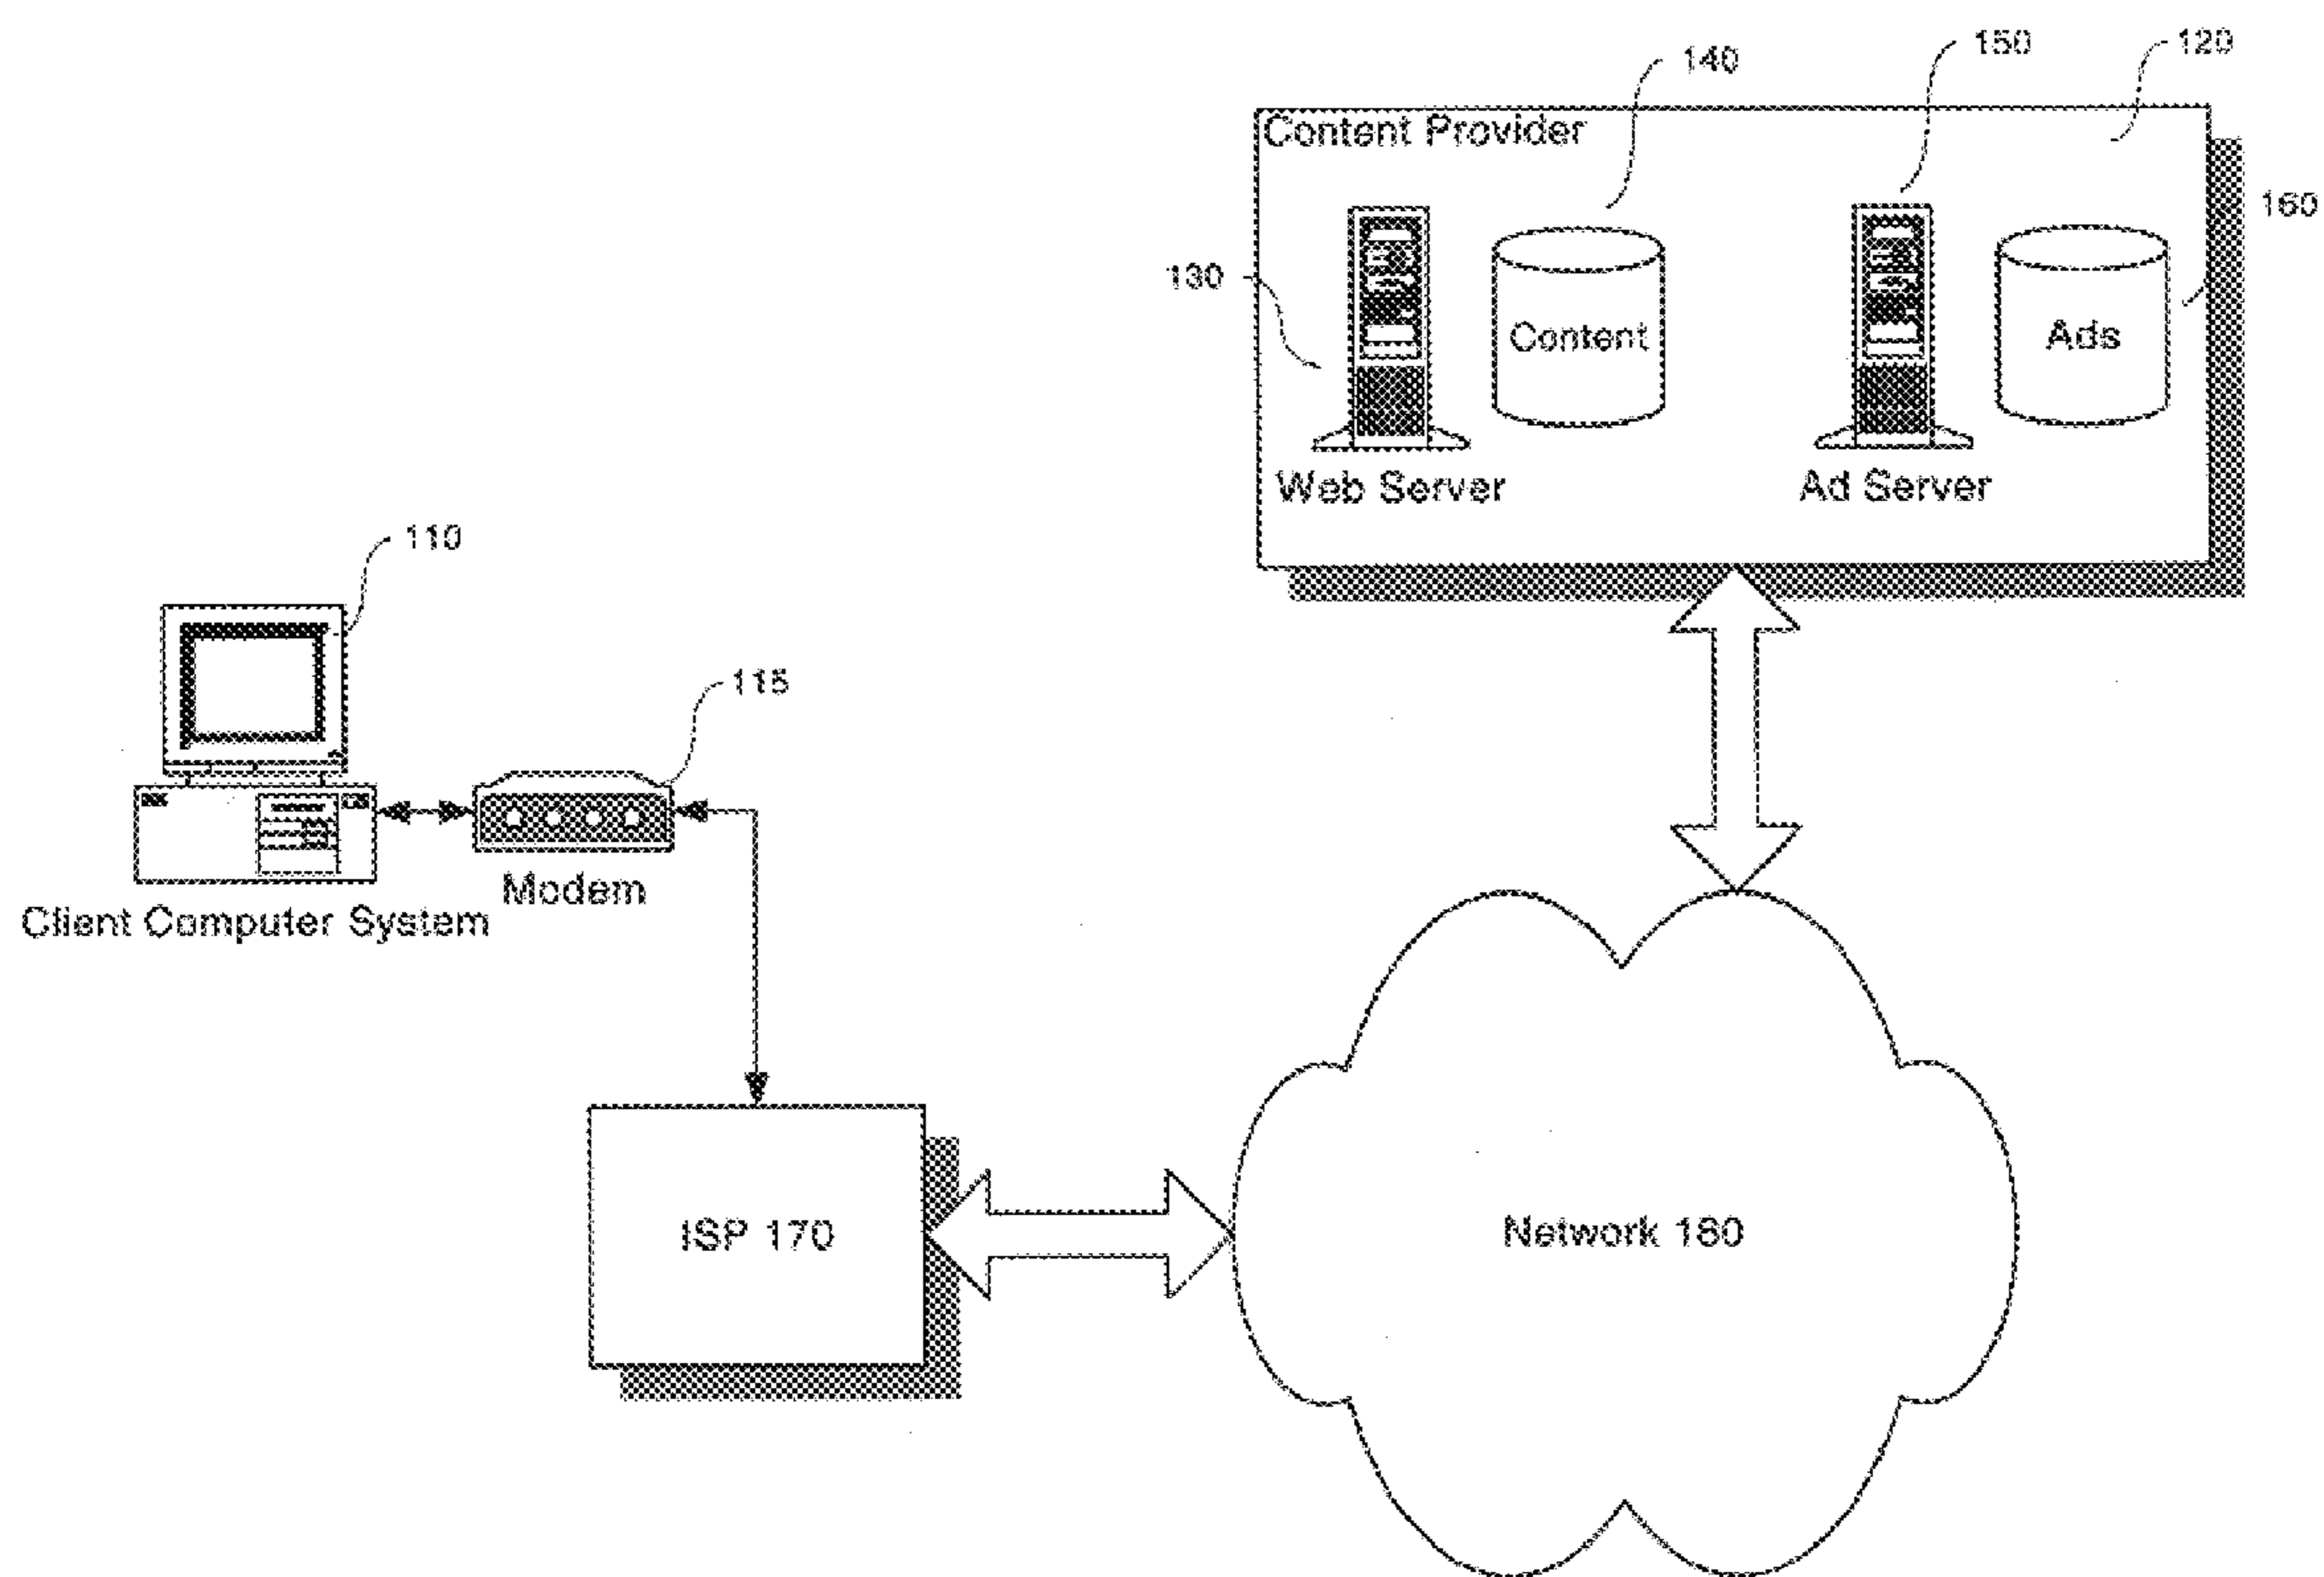 140
150
120
Content Provider
160
130
Content
Ads
Web Server
Ad Server
110
115
Modem
Client Computer System
ISP 170
Network 180